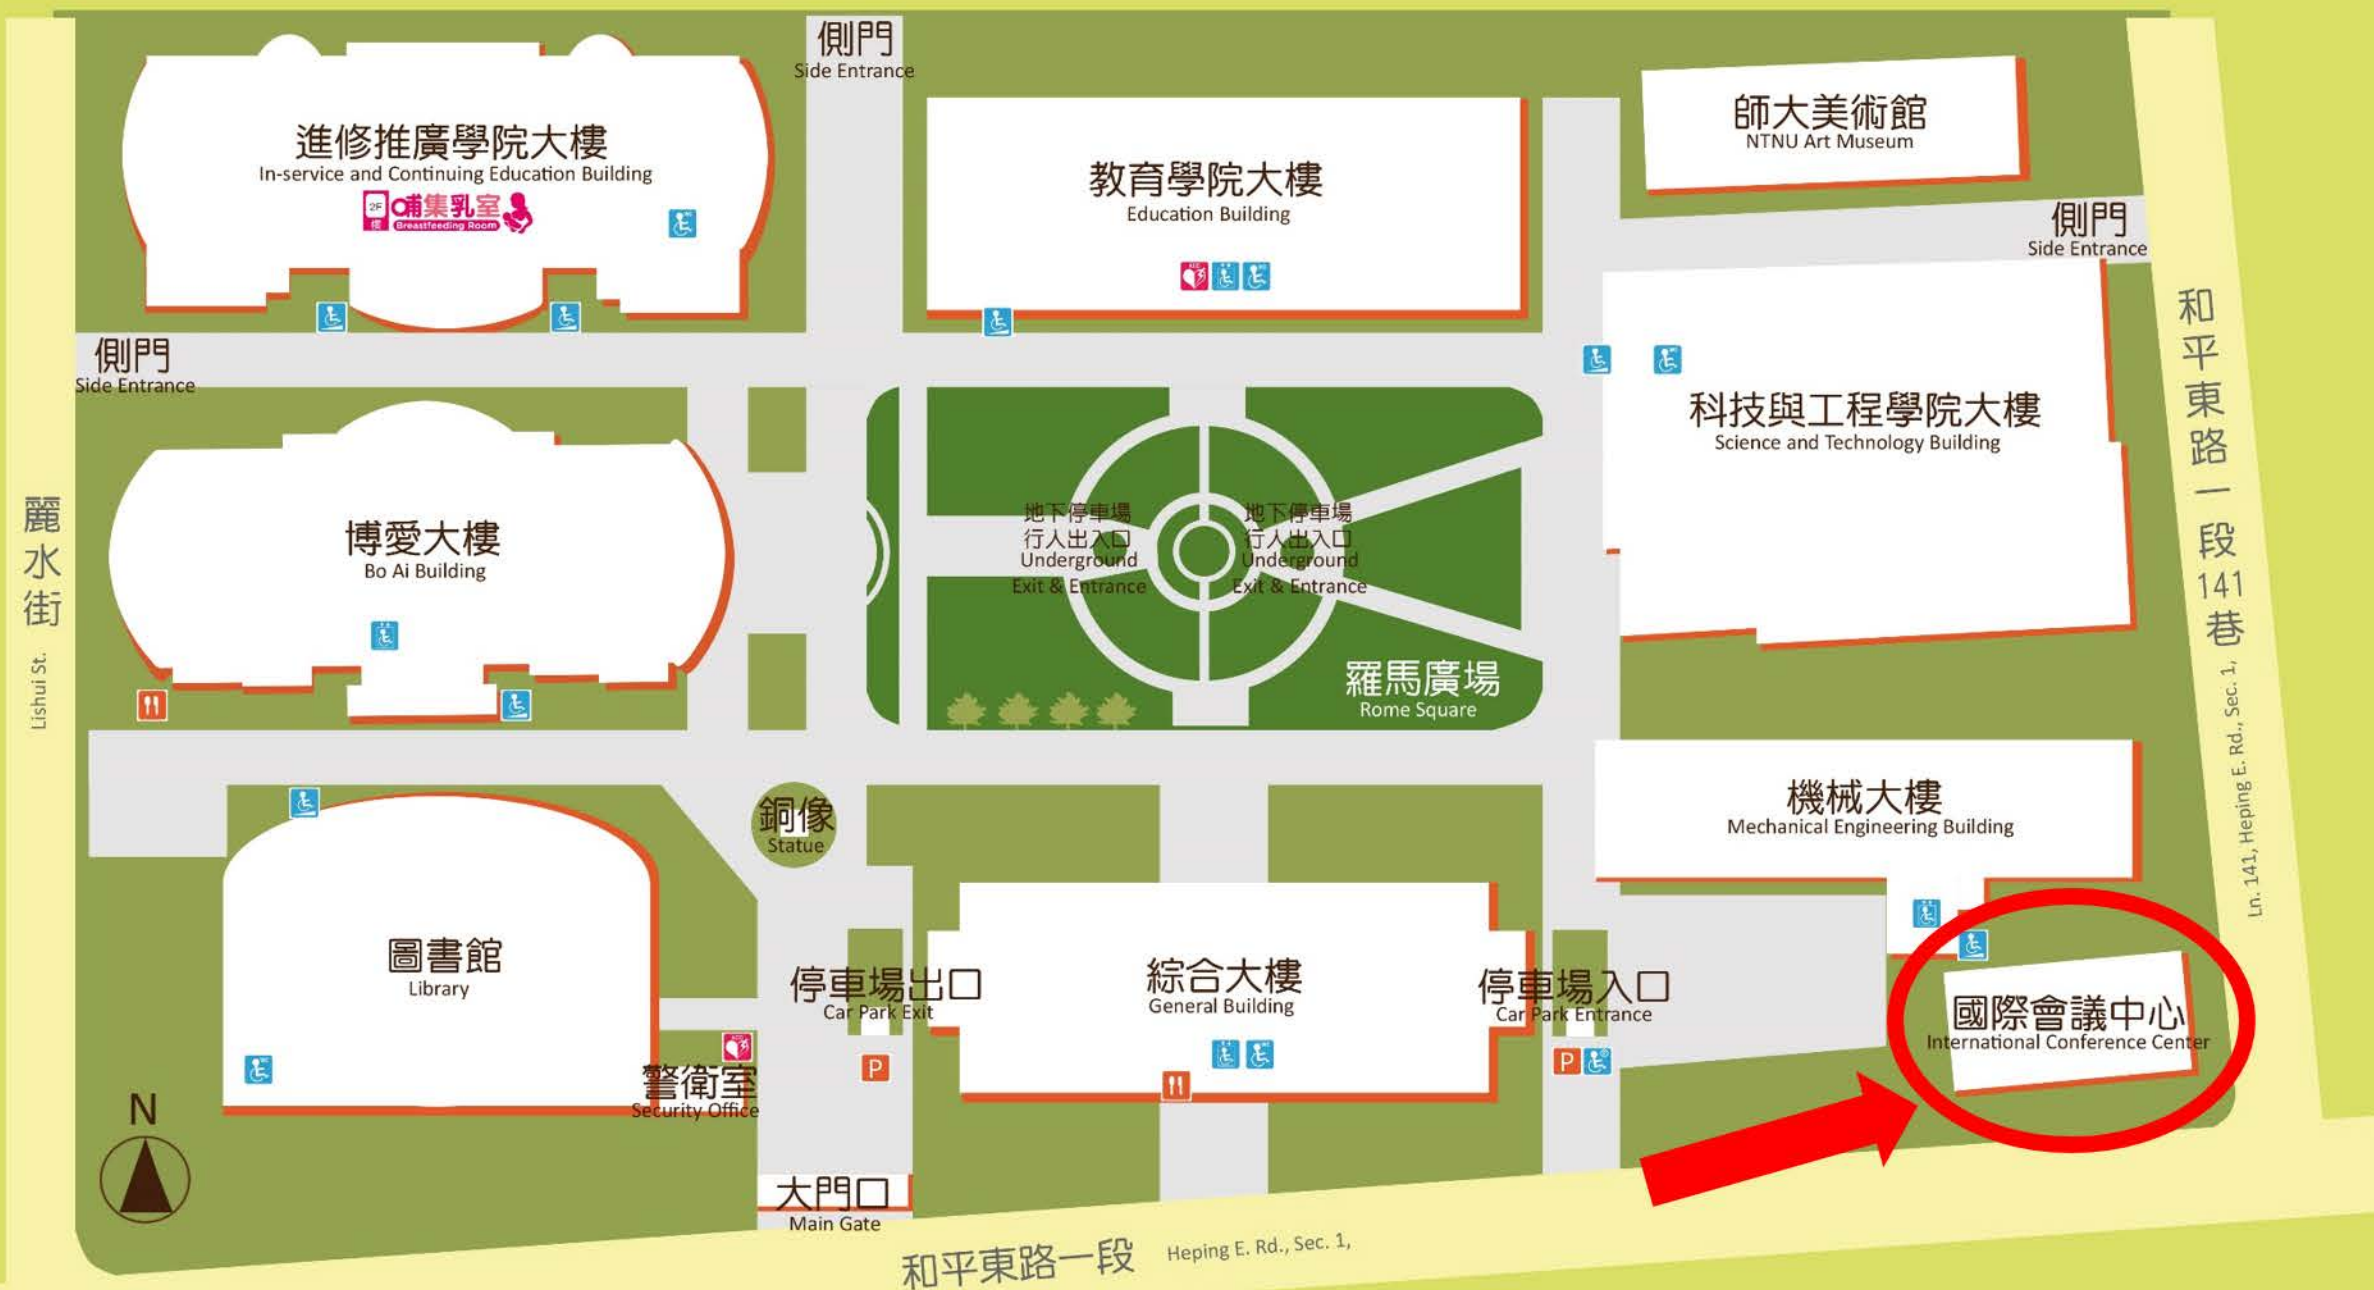 側門
Side Entrance
進修推廣學院大樓
In-service and Continuing Education Building
2F
哺集乳室
Breastfeeding Room
教育學院大樓
Education Building
師大美術館
NTNU Art Museum
側門
Side Entrance
側門
Side Entrance
科技與工程學院大樓
Science and Technology Building
和平東路一段141巷
Ln. 141, Heping E. Rd., Sec. 1,
麗水街
Lishui St.
博愛大樓
Bo Ai Building
地下停車場
行人出入口
Underground
Exit & Entrance
地下停車場
行人出入口
Underground
Exit & Entrance
羅馬廣場
Rome Square
銅像
Statue
機械大樓
Mechanical Engineering Building
圖書館
Library
停車場出口
Car Park Exit
P
綜合大樓
General Building
停車場入口
Car Park Entrance
P
國際會議中心
International Conference Center
警衛室
Security Office
N
大門口
Main Gate
和平東路一段
Heping E. Rd., Sec. 1,